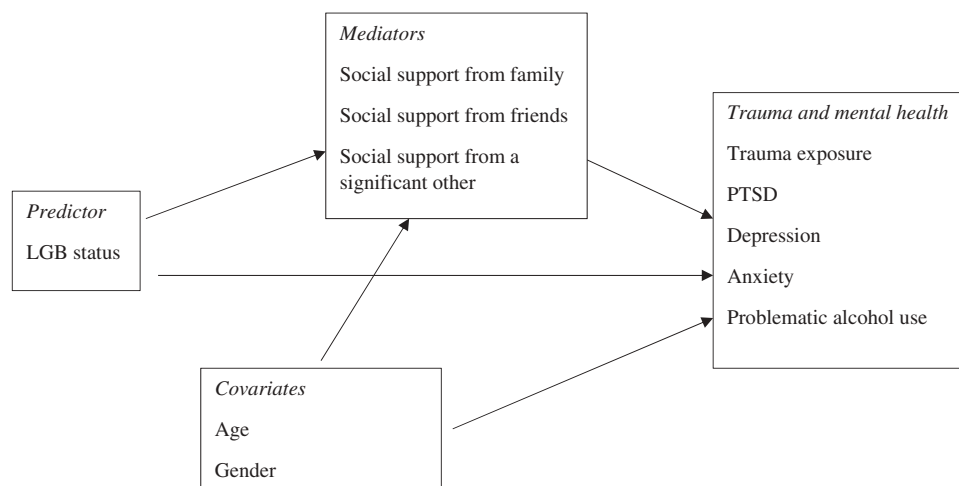 Mediators
Social support from family
Social support from friends
Social support from a
significant other
Trauma and mental health
Trauma exposure
PTSD
Depression
Anxiety
Problematic alcohol use
Predictor
LGB status
Covariates
Age
Gender